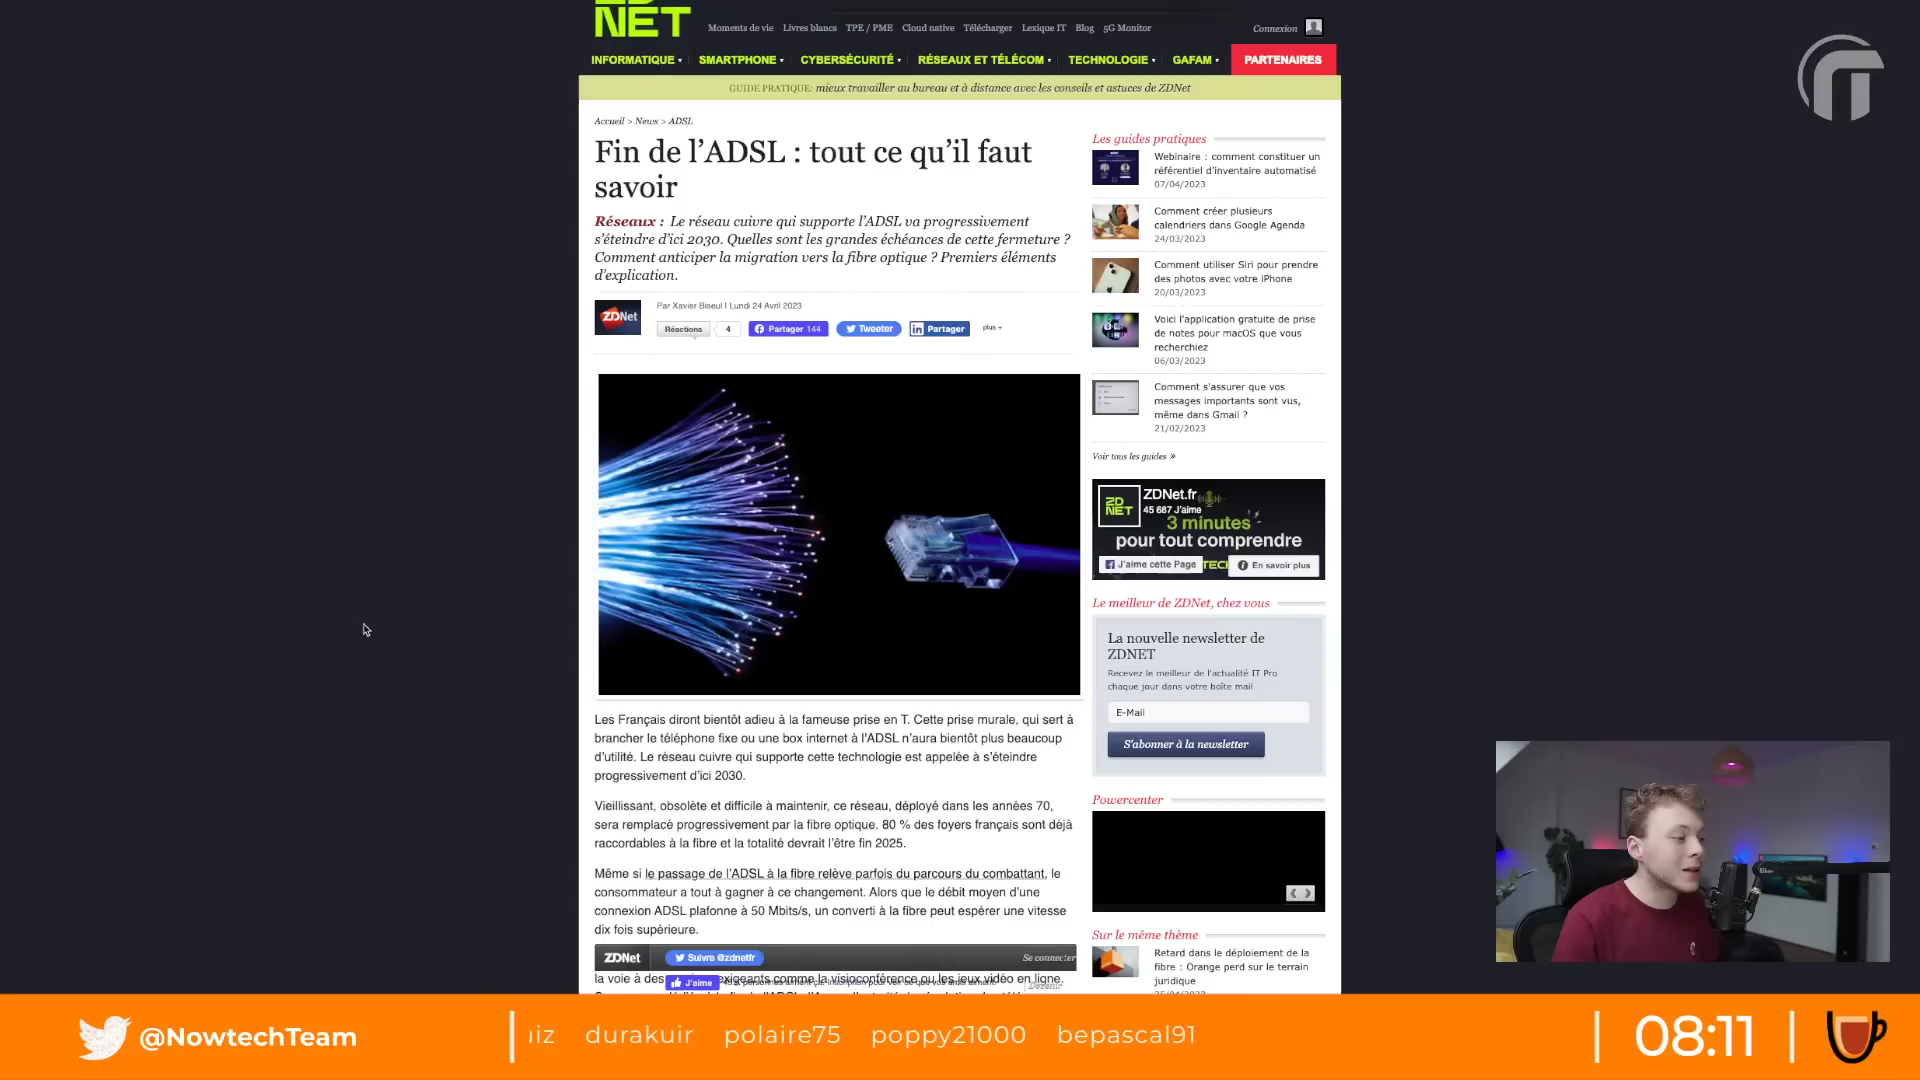 ZD
NET
Moments de vie Livres blancs TPE / PME Cloud native Télécharger Lexique IT Blog 5G Monitor
Connexion
INFORMATIQUE SMARTPHONE CYBERSÉCURITÉ RÉSEAUX ET TÉLÉCOM TECHNOLOGIE GAFAM PARTENAIRES
GUIDE PRATIQUE: mieux travailler au bureau et à distance avec les conseils et astuces de ZDNet
Accueil > News > ADSL
Fin de l'ADSL : tout ce qu'il faut
savoir
Réseaux : Le réseau cuivre qui supporte l'ADSL va progressivement
s'éteindre d'ici 2030. Quelles sont les grandes échéances de cette fermeture ?
Comment anticiper la migration vers la fibre optique ? Premiers éléments
d'explication.
ZDNet
Par Xavier Biseul I Lundi 24 Avril 2023
Réactions 4 Partager 144 Tweeter in Partager plus +
Les Français diront bientôt adieu à la fameuse prise en T. Cette prise murale, qui sert à
brancher le téléphone fixe ou une box internet à l'ADSL n'aura bientôt plus beaucoup
d'utilité. Le réseau cuivre qui supporte cette technologie est appelée à s'éteindre
progressivement d'ici 2030.
Vieillissant, obsolète et difficile à maintenir, ce réseau, déployé dans les années 70,
sera remplacé progressivement par la fibre optique. 80 % des foyers français sont déjà
raccordables à la fibre et la totalité devrait l'être fin 2025.
Même si le passage de l'ADSL à la fibre relève parfois du parcours du combattant, le
consommateur a tout à gagner à ce changement. Alors que le débit moyen d'une
connexion ADSL plafonne à 50 Mbits/s, un converti à la fibre peut espérer une vitesse
dix fois supérieure.
ZDNet Suivre @zdnetfr Se connecter
la voie à des exigeants comme la visioconférence ou les jeux vidéo en ligne.
J'aime
Les guides pratiques
Webinaire : comment constituer un
référentiel d'inventaire automatisé
07/04/2023
Comment créer plusieurs
calendriers dans Google Agenda
24/03/2023
Comment utiliser Siri pour prendre
des photos avec votre iPhone
20/03/2023
Voici l'application gratuite de prise
de notes pour macOS que vous
recherchiez
06/03/2023
Comment s'assurer que vos
messages importants sont vus,
même dans Gmail ?
21/02/2023
Voir tous les guides »
ZD
NET
ZDNet.fr
45 687 J'aime
3 minutes
pour tout comprendre
J'aime cette Page TECH En savoir plus
Le meilleur de ZDNet, chez vous
La nouvelle newsletter de
ZDNET
Recevez le meilleur de l'actualité IT Pro
chaque jour dans votre boîte mail
E-Mail
S'abonner à la newsletter
Powercenter
Sur le même thème
Retard dans le déploiement de la
fibre : Orange perd sur le terrain
juridique
@NowtechTeam
uiz durakuir polaire75 poppy21000 bepascal91
08:11